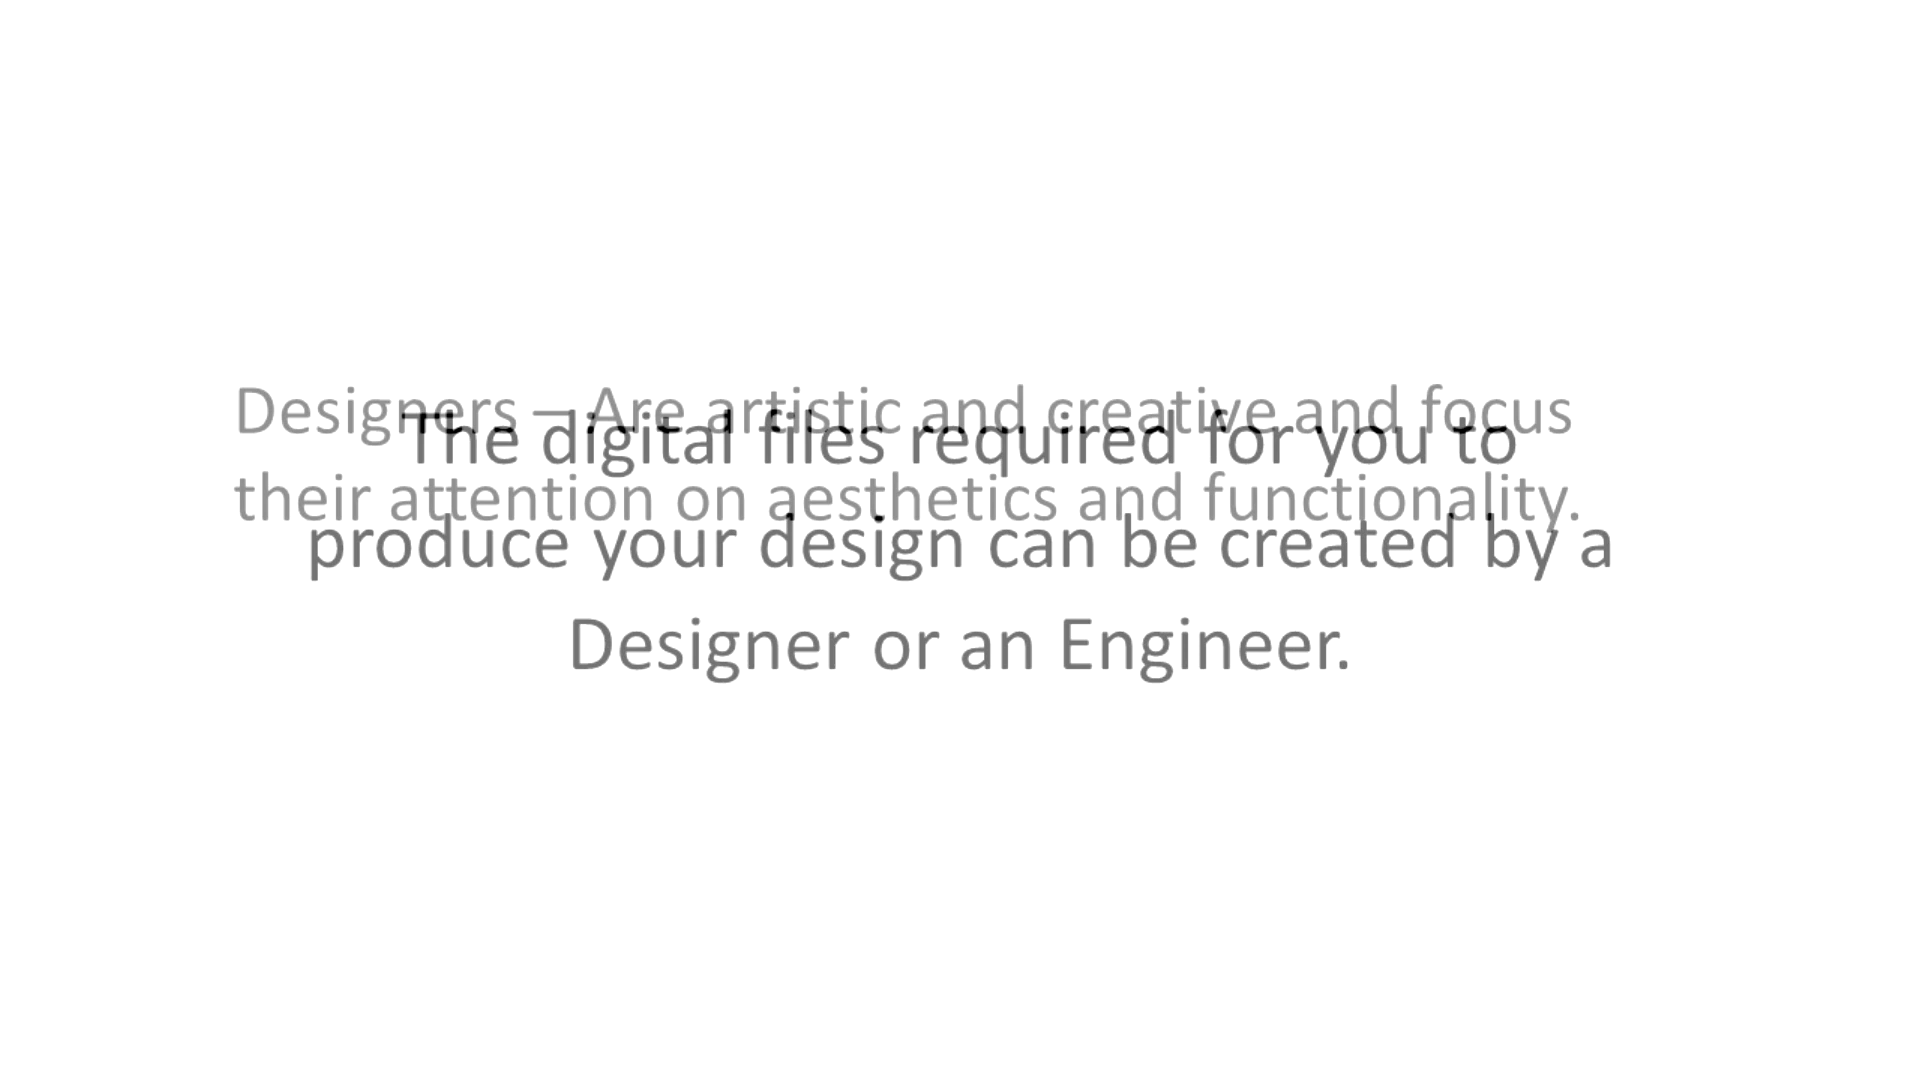 Designers – Are artistic and creative and focus
their attention on aesthetics and functionality.
The digital files required for you to
produce your design can be created by a
Designer or an Engineer.